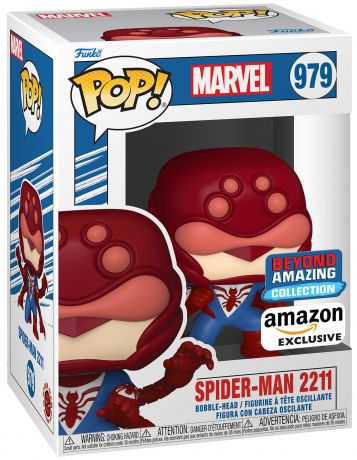 Funko
POP!
MARVEL
979
BEYOND
AMAZING
COLLECTION
amazon
EXCLUSIVE
SPIDER-MAN 2211
BOBBLE-HEAD / FIGURINE À TÊTE OSCILLANTE
FIGURA CON CABEZA OSCILANTE
SPIDER-MAN 2211